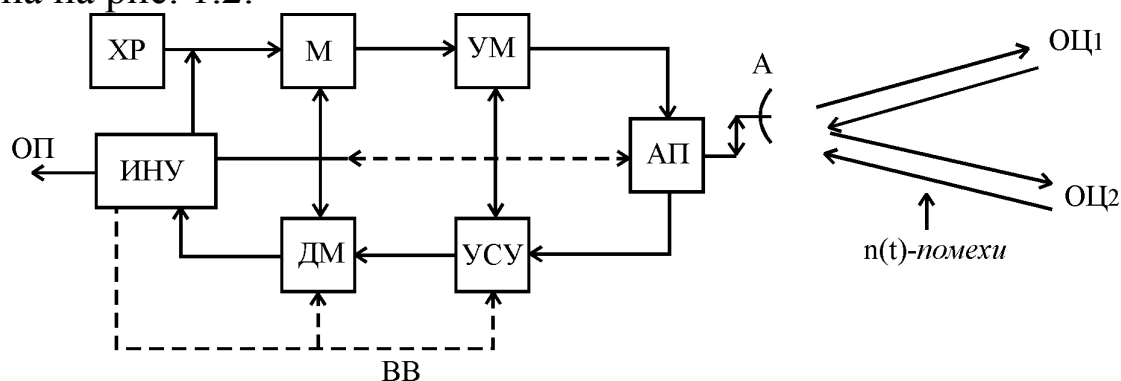 на на рис. 1.2.
ХР
М
УМ
А
ОЦ1
ОП
ИНУ
АП
ОЦ2
ДМ
УСУ
n(t)-помехи
ВВ